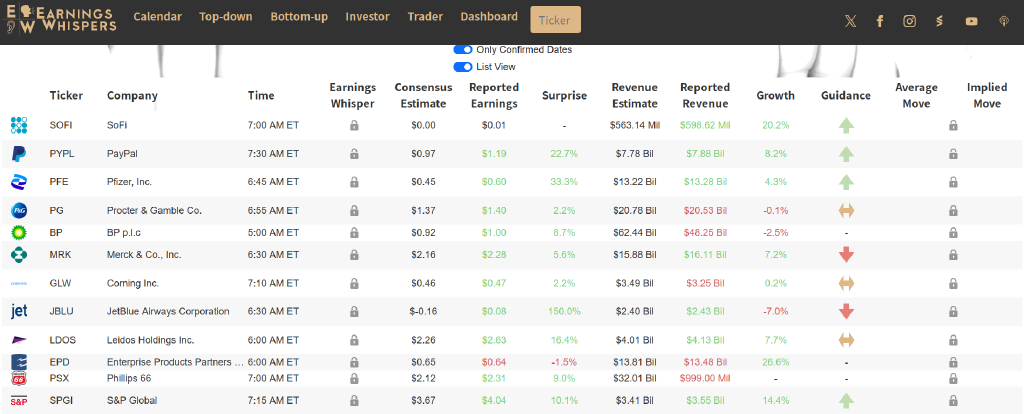 EARNINGS WHISPERS Calendar Top-down Bottom-up Investor Trader Dashboard Ticker
Only Confirmed Dates
List View
Ticker Company Time Earnings Whisper Consensus Estimate Reported Earnings Surprise Revenue Estimate Reported Revenue Growth Guidance Average Move Implied Move
SOFI SoFi 7:00 AM ET $0.00 $0.01 - $563.14 Mil $598.62 Mil 20.2%
PYPL PayPal 7:30 AM ET $0.97 $1.19 22.7% $7.78 Bil $7.88 Bil 8.2%
PFE Pfizer, Inc. 6:45 AM ET $0.45 $0.60 33.3% $13.22 Bil $13.28 Bil 4.3%
P&G PG Procter & Gamble Co. 6:55 AM ET $1.37 $1.40 2.2% $20.78 Bil $20.53 Bil -0.1%
BP BP p.l.c 5:00 AM ET $0.92 $1.00 8.7% $62.44 Bil $48.25 Bil -2.5% -
MRK Merck & Co., Inc. 6:30 AM ET $2.16 $2.28 5.6% $15.88 Bil $16.11 Bil 7.2%
GLW Corning Inc. 7:10 AM ET $0.46 $0.47 2.2% $3.49 Bil $3.25 Bil 0.2%
jet JBLU JetBlue Airways Corporation 6:30 AM ET $-0.16 $0.08 150.0% $2.40 Bil $2.43 Bil -7.0%
LDOS Leidos Holdings Inc. 6:00 AM ET $2.26 $2.63 16.4% $4.01 Bil $4.13 Bil 7.7%
EPD Enterprise Products Partners ... 6:00 AM ET $0.65 $0.64 -1.5% $13.81 Bil $13.48 Bil 26.6% -
66 PSX Phillips 66 7:00 AM ET $2.12 $2.31 9.0% $32.01 Bil $999.00 Mil - -
S&P SPGI S&P Global 7:15 AM ET $3.67 $4.04 10.1% $3.41 Bil $3.55 Bil 14.4%